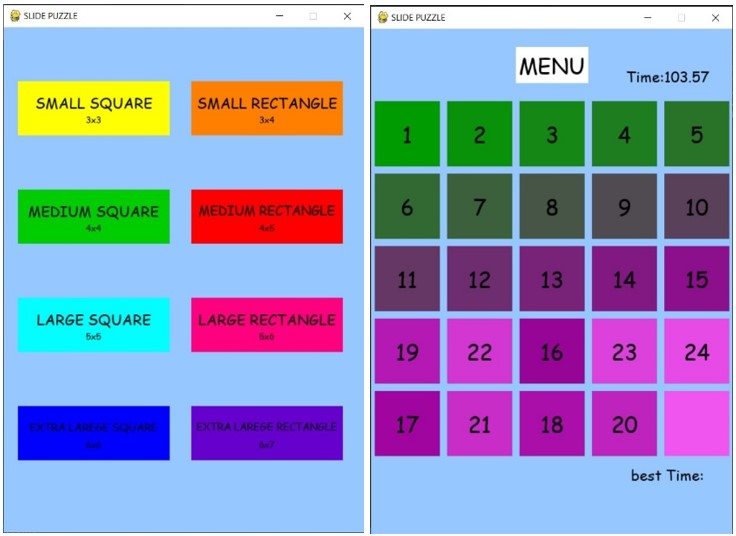 SLIDE PUZZLE
SMALL SQUARE
3x3
SMALL RECTANGLE
3x4
MEDIUM SQUARE
4x4
MEDIUM RECTANGLE
4x5
LARGE SQUARE
5x5
LARGE RECTANGLE
5x6
EXTRA LAREGE SQUARE
6x6
EXTRA LAREGE RECTANGLE
6x7
SLIDE PUZZLE
MENU
Time:103.57
1 2 3 4 5
6 7 8 9 10
11 12 13 14 15
19 22 16 23 24
17 21 18 20
best Time: